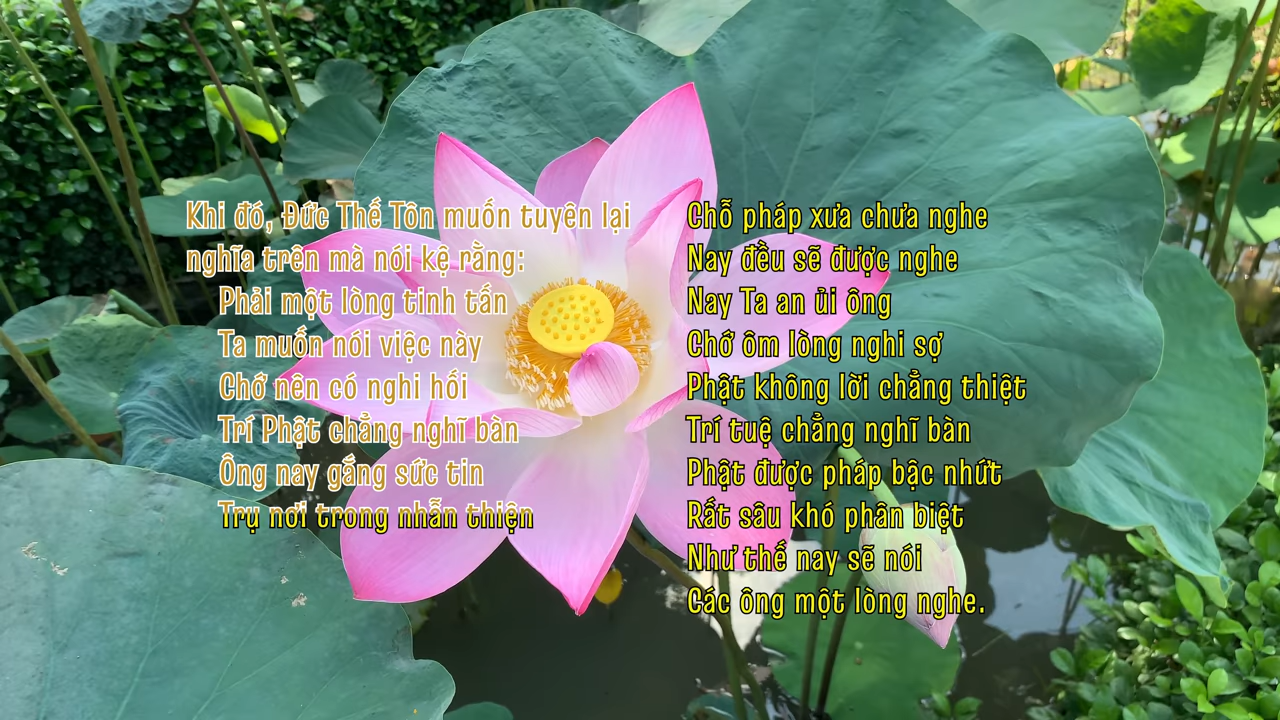 Khi đó, Đức Thế Tôn muốn tuyên lại
nghĩa trên mà nói kệ rằng:
Phải một lòng tinh tấn
Ta muốn nói việc này
Chớ nên có nghi hối
Trí Phật chẳng nghĩ bàn
Ông nay gắng sức tin
Trụ nơi trong nhẫn thiện
Chỗ pháp xưa chưa nghe
Nay đều sẽ được nghe
Nay Ta an ủi ông
Chớ ôm lòng nghi sợ
Phật không lời chẳng thiệt
Trí tuệ chẳng nghĩ bàn
Phật được pháp bậc nhứt
Rất sâu khó phân biệt
Như thế nay sẽ nói
Các ông một lòng nghe.